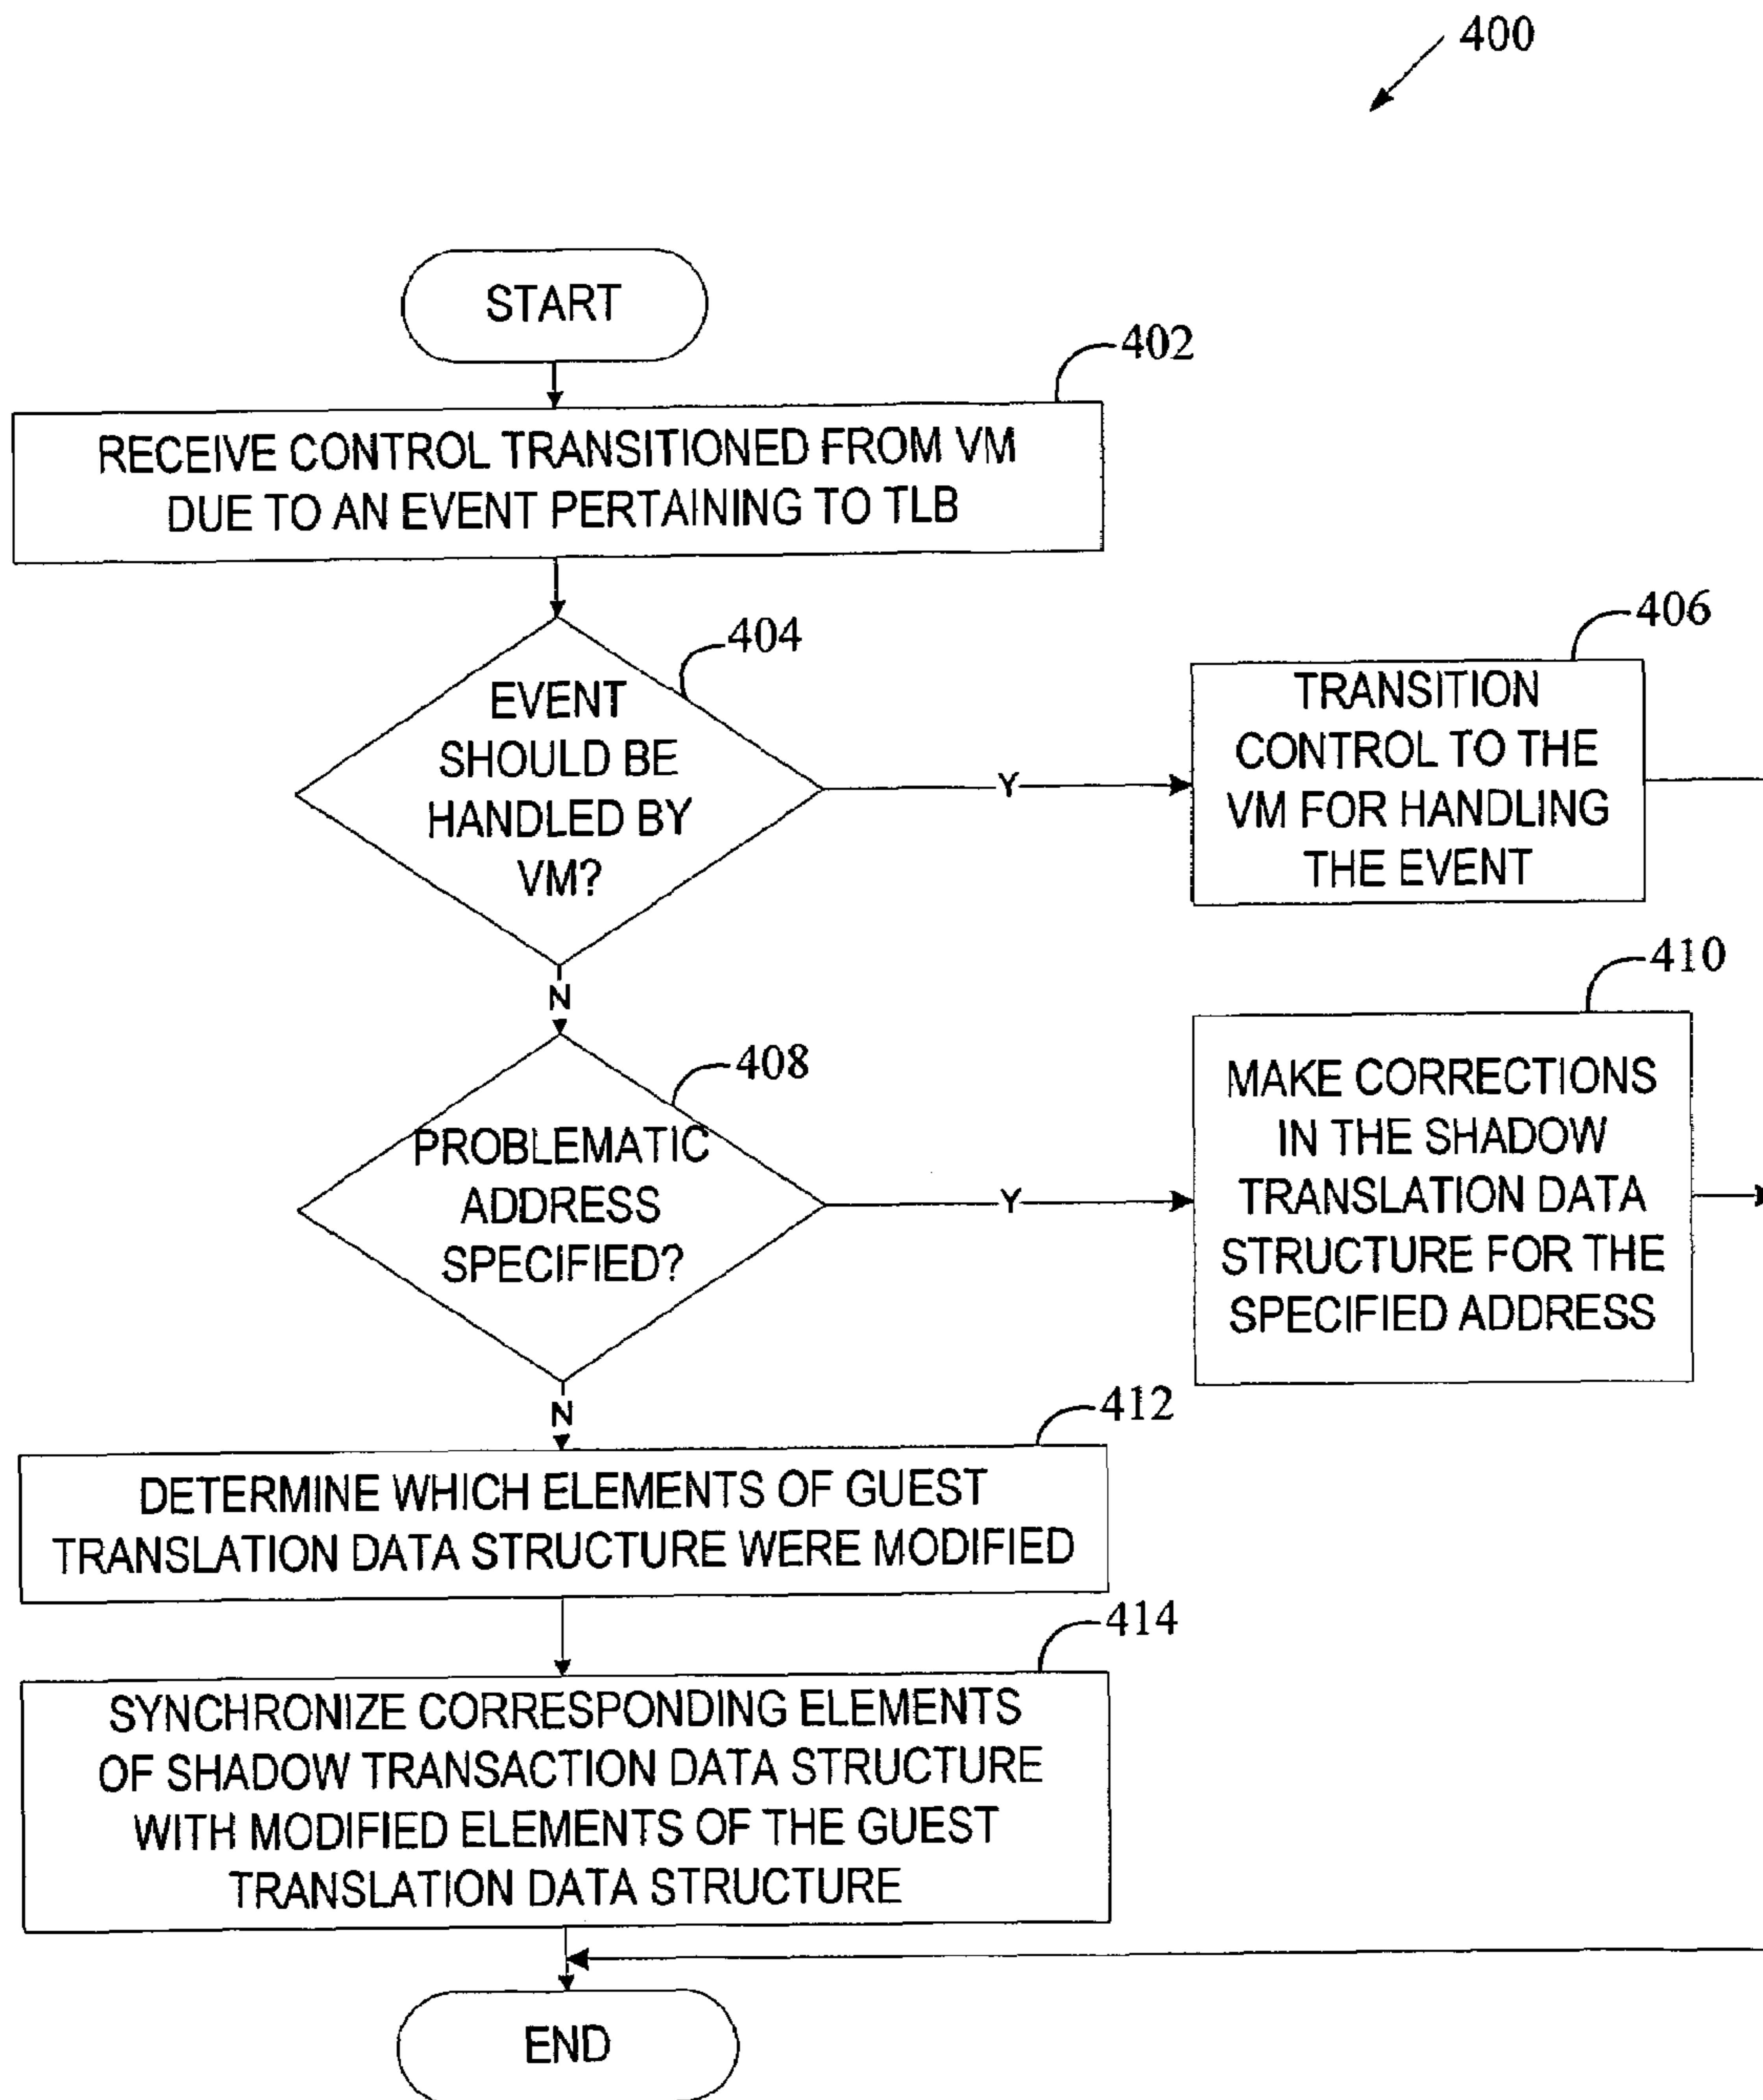 400
START
402
RECEIVE CONTROL TRANSITIONED FROM VM
DUE TO AN EVENT PERTAINING TO TLB
404
EVENT
SHOULD BE
HANDLED BY
VM?
Y
406
TRANSITION
CONTROL TO THE
VM FOR HANDLING
THE EVENT
N
408
PROBLEMATIC
ADDRESS
SPECIFIED?
Y
410
MAKE CORRECTIONS
IN THE SHADOW
TRANSLATION DATA
STRUCTURE FOR THE
SPECIFIED ADDRESS
N
412
DETERMINE WHICH ELEMENTS OF GUEST
TRANSLATION DATA STRUCTURE WERE MODIFIED
414
SYNCHRONIZE CORRESPONDING ELEMENTS
OF SHADOW TRANSACTION DATA STRUCTURE
WITH MODIFIED ELEMENTS OF THE GUEST
TRANSLATION DATA STRUCTURE
END